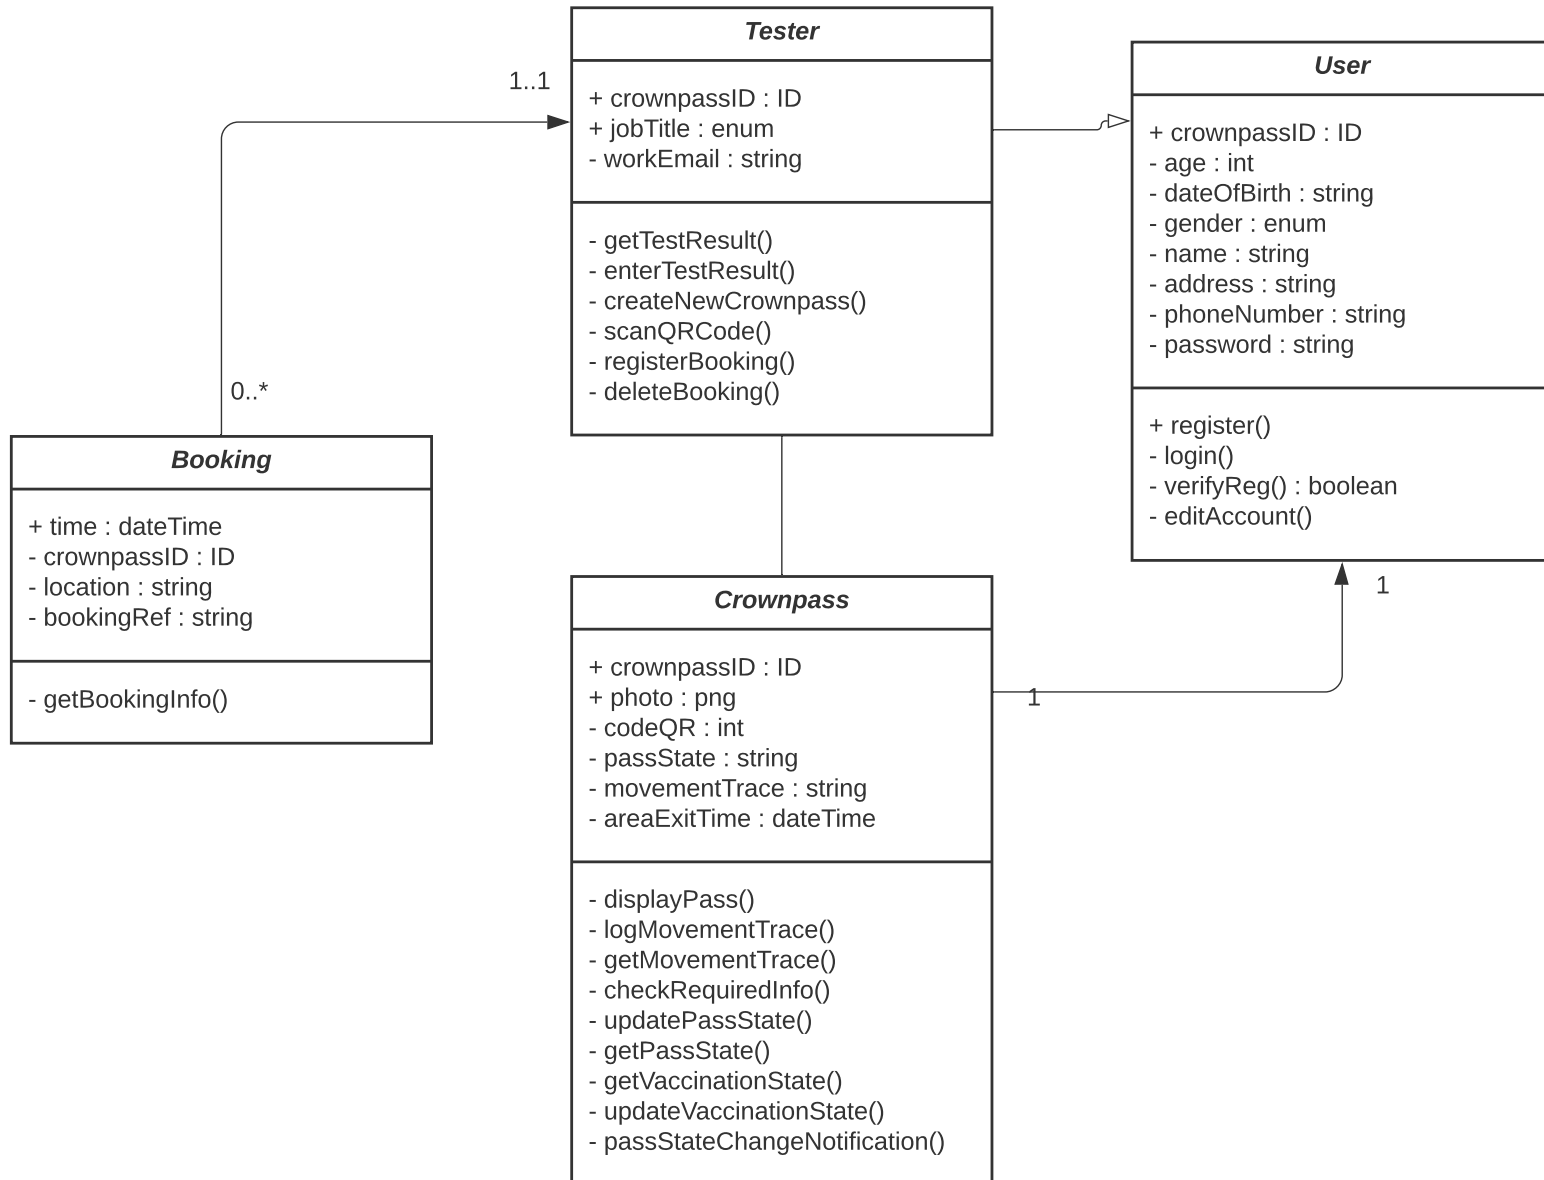 Tester
1..1
+ crownpassID : ID
+ jobTitle : enum
- workEmail : string
- getTestResult()
- enterTestResult()
- createNewCrownpass()
- scanQRCode()
- registerBooking()
- deleteBooking()
User
+ crownpassID : ID
- age : int
- dateOfBirth : string
- gender : enum
- name : string
- address : string
- phoneNumber : string
- password : string
+ register()
- login()
- verifyReg() : boolean
- editAccount()
0..*
Booking
+ time : dateTime
- crownpassID : ID
- location : string
- bookingRef : string
- getBookingInfo()
Crownpass
+ crownpassID : ID
+ photo : png
- codeQR : int
- passState : string
- movementTrace : string
- areaExitTime : dateTime
- displayPass()
- logMovementTrace()
- getMovementTrace()
- checkRequiredInfo()
- updatePassState()
- getPassState()
- getVaccinationState()
- updateVaccinationState()
- passStateChangeNotification()
1
1